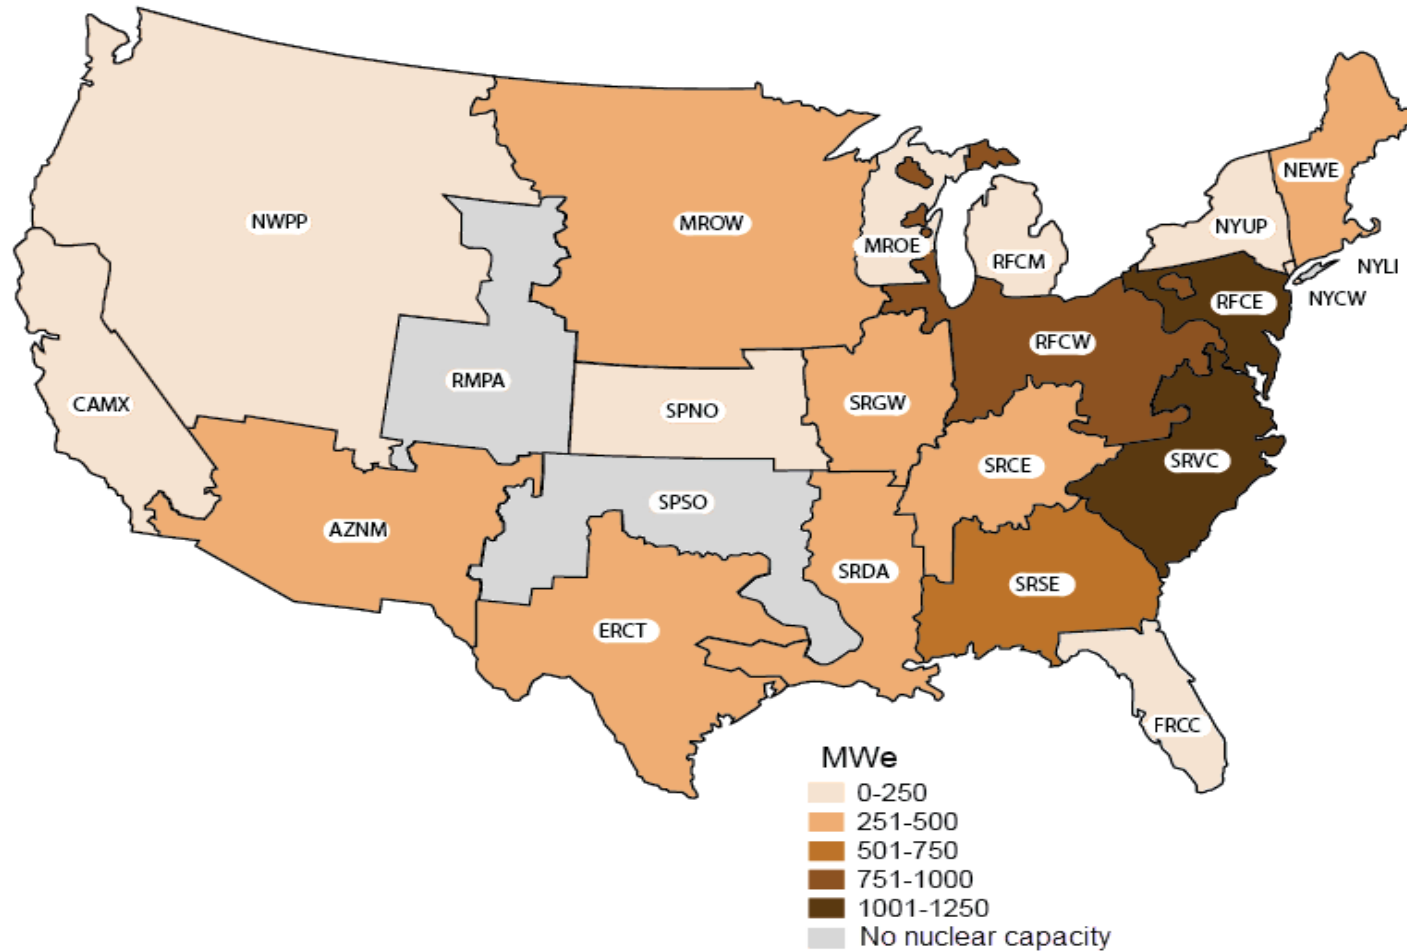 NEWE
NWPP
MROW
NYUP
MROE
RFCM
NYLI
NYCW
RFCE
RFCW
RMPA
CAMX
SPNO
SRGW
SRCE
SRVC
SPSO
AZNM
SRDA
SRSE
ERCT
FRCC
MWe
0-250
251-500
501-750
751-1000
1001-1250
No nuclear capacity